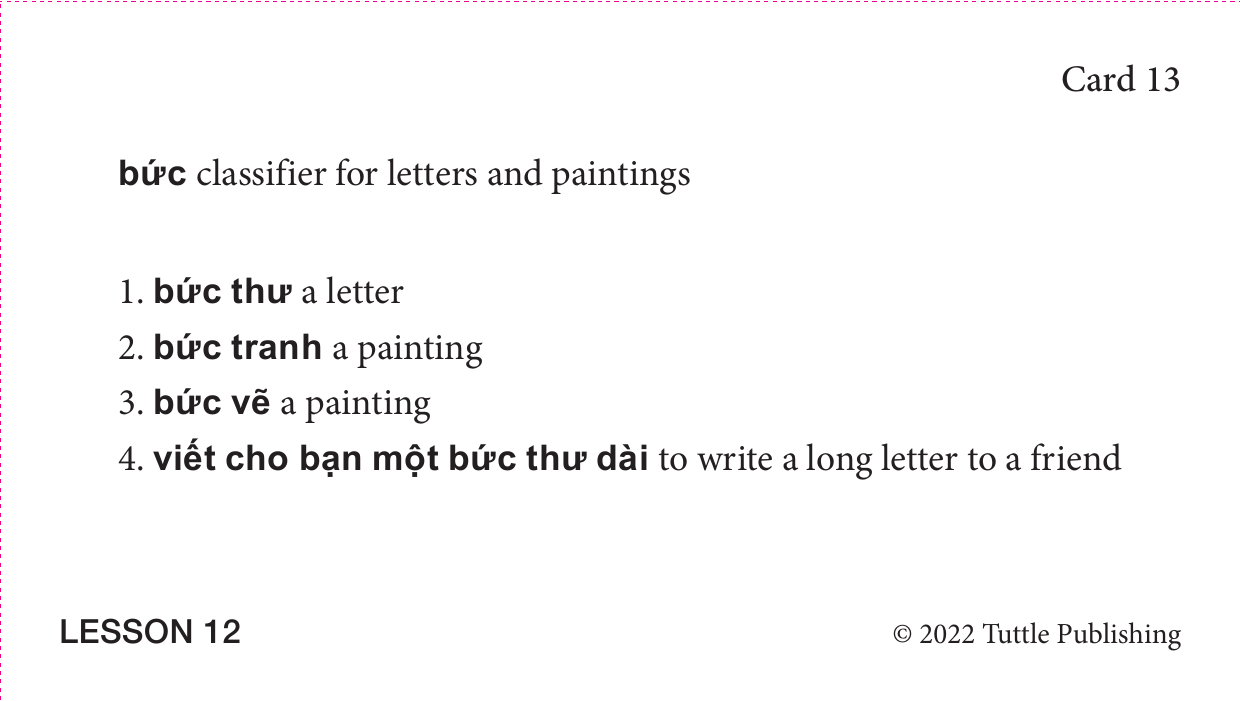 Card 13
bức classifier for letters and paintings
1. bức thư a letter
2. bức tranh a painting
3. bức vẽ a painting
4. viết cho bạn một bức thư dài to write a long letter to a friend
LESSON 12
© 2022 Tuttle Publishing